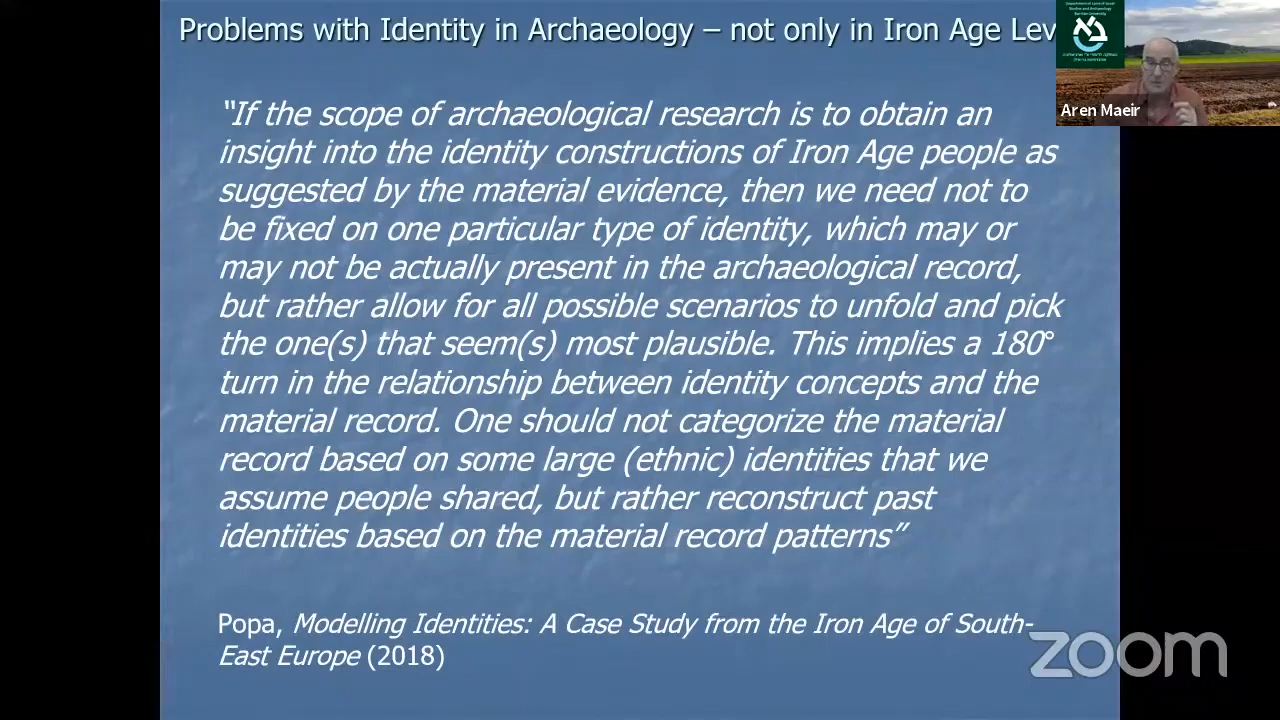 Problems with Identity in Archaeology – not only in Iron Age Lev
Aren Maeir
“If the scope of archaeological research is to obtain an
insight into the identity constructions of Iron Age people as
suggested by the material evidence, then we need not to
be fixed on one particular type of identity, which may or
may not be actually present in the archaeological record,
but rather allow for all possible scenarios to unfold and pick
the one(s) that seem(s) most plausible. This implies a 180°
turn in the relationship between identity concepts and the
material record. One should not categorize the material
record based on some large (ethnic) identities that we
assume people shared, but rather reconstruct past
identities based on the material record patterns”
Popa, Modelling Identities: A Case Study from the Iron Age of South-
East Europe (2018)
zoom